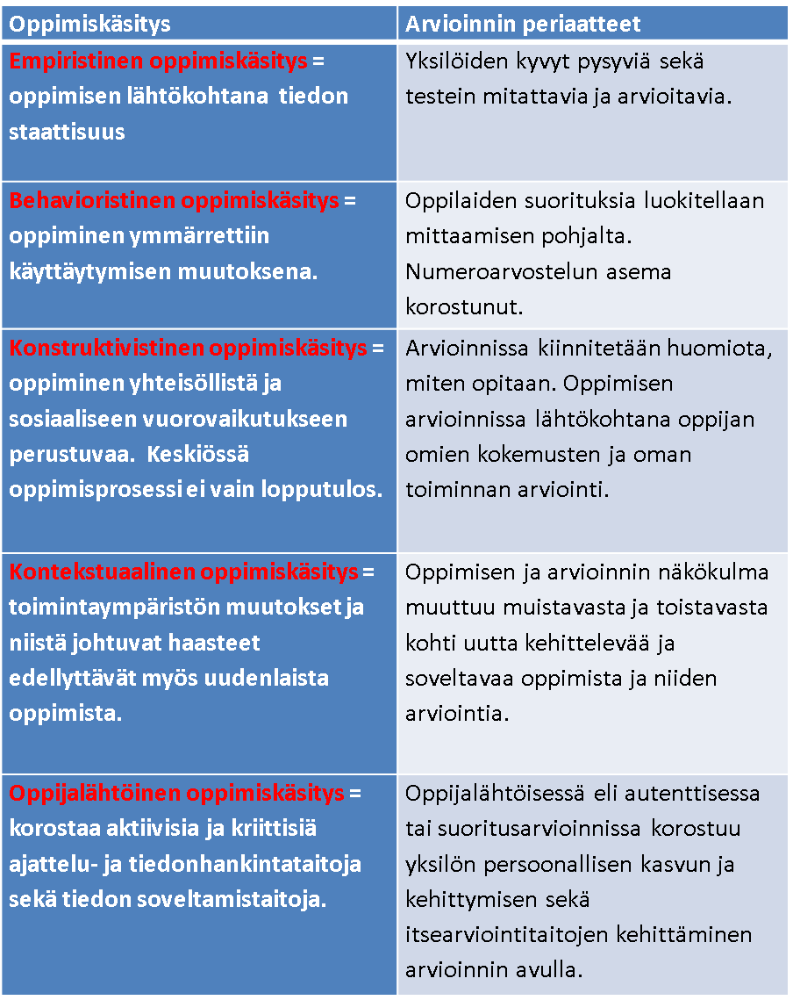 Oppimiskäsitys
Arvioinnin periaatteet
Empiristinen oppimiskäsitys =
oppimisen lähtökohtana tiedon
staattisuus
Yksilöiden kyvyt pysyviä sekä
testein mitattavia ja arvioitavia.
Behavioristinen oppimiskäsitys =
oppiminen ymmärrettiin
käyttäytymisen muutoksena.
Oppilaiden suorituksia luokitellaan
mittaamisen pohjalta.
Numeroarvostelun asema
korostunut.
Konstruktivistinen oppimiskäsitys =
oppiminen yhteisöllistä ja
sosiaaliseen vuorovaikutukseen
perustuvaa. Keskiössä
oppimisprosessi ei vain lopputulos.
Arvioinnissa kiinnitetään huomiota,
miten opitaan. Oppimisen
arvioinnissa lähtökohtana oppijan
omien kokemusten ja oman
toiminnan arviointi.
Kontekstuaalinen oppimiskäsitys =
toimintaympäristön muutokset ja
niistä johtuvat haasteet
edellyttävät myös uudenlaista
oppimista.
Oppimisen ja arvioinnin näkökulma
muuttuu muistavasta ja toistavasta
kohti uutta kehittelevää ja
soveltavaa oppimista ja niiden
arviointia.
Oppijalähtöinen oppimiskäsitys =
korostaa aktiivisia ja kriittisiä
ajattelu- ja tiedonhankintataitoja
sekä tiedon soveltamistaitoja.
Oppijalähtöisessä eli autenttisessa
tai suoritusarvioinnissa korostuu
yksilön persoonallisen kasvun ja
kehittymisen sekä
itsearviointitaitojen kehittäminen
arvioinnin avulla.